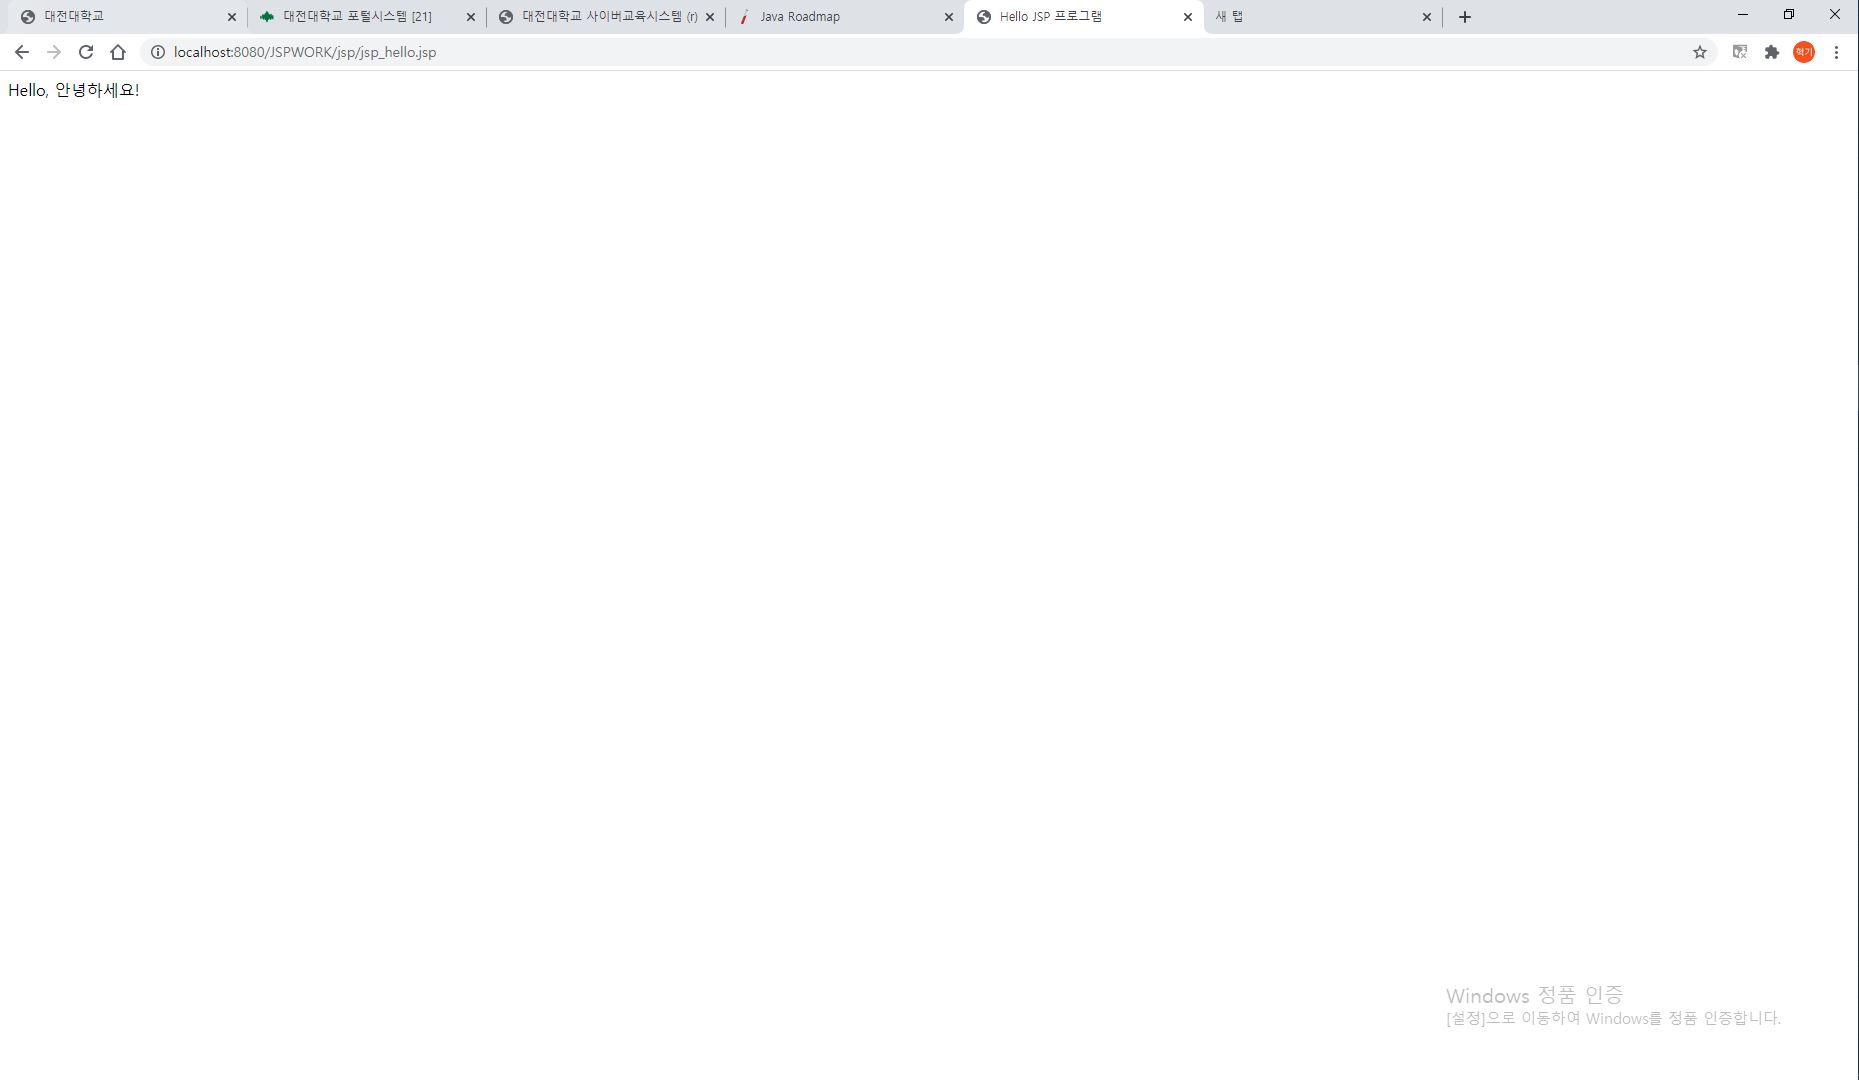 대전대학교
대전대학교 포털시스템 [21]
대전대학교 사이버교육시스템 (r)
Java Roadmap
Hello JSP 프로그램
새 탭
localhost:8080/JSPWORK/jsp/jsp_hello.jsp
혁기
Hello, 안녕하세요!
Windows 정품 인증
[설정]으로 이동하여 Windows를 정품 인증합니다.